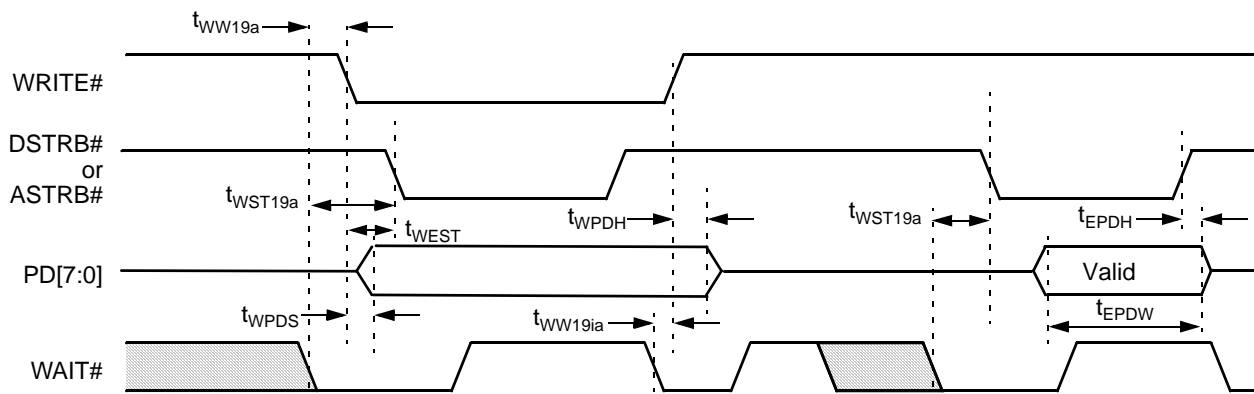 tWW19a
WRITE#
DSTRB#
or
ASTRB#
tWST19a
tWEST
tWPDH
tWST19a
tEPDH
PD[7:0]
Valid
tWPDS
tWW19ia
tEPDW
WAIT#